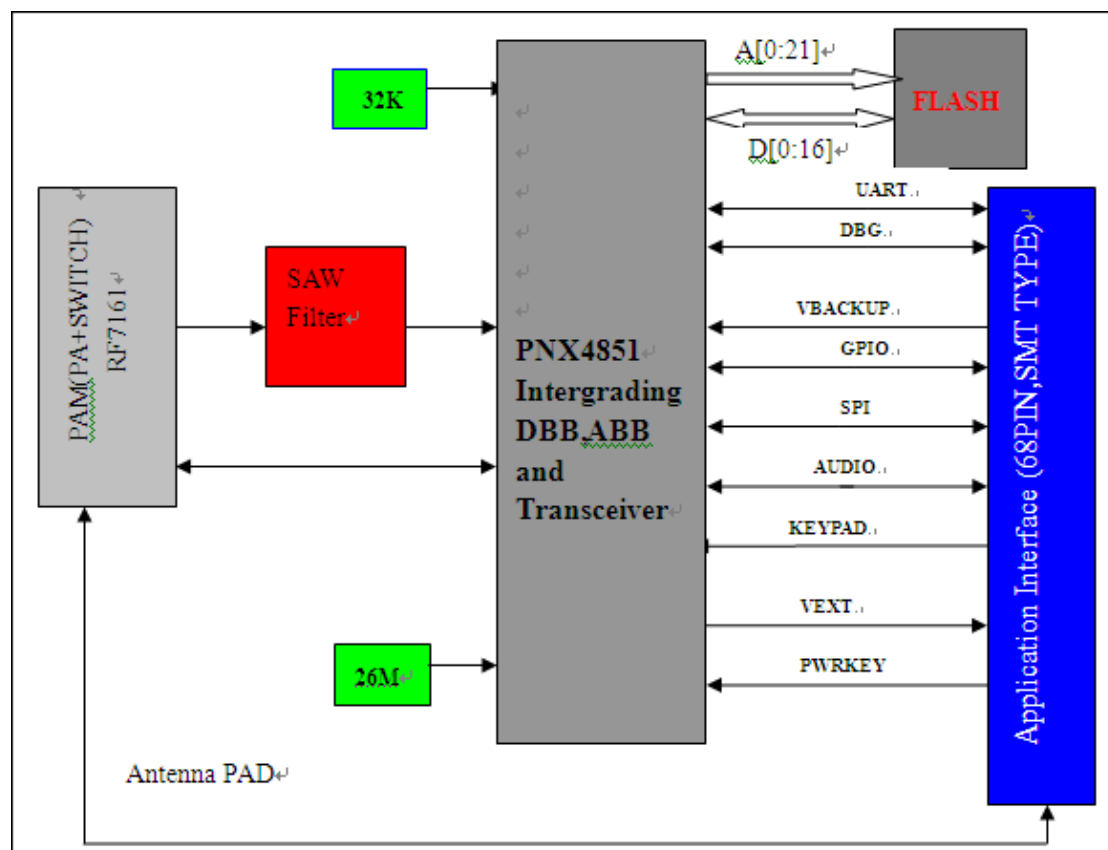 A[0:21]
32K
FLASH
D[0:16]
UART
DBG
PAM(PA+SWITCH)
RF7161
SAW
Filter
VBACKUP
GPIO
PNX4851
Intergrading
DBB,ABB
and
Transceiver
SPI
AUDIO
KEYPAD
VEXT
PWRKEY
Application Interface (68PIN,SMT TYPE)
26M
Antenna PAD